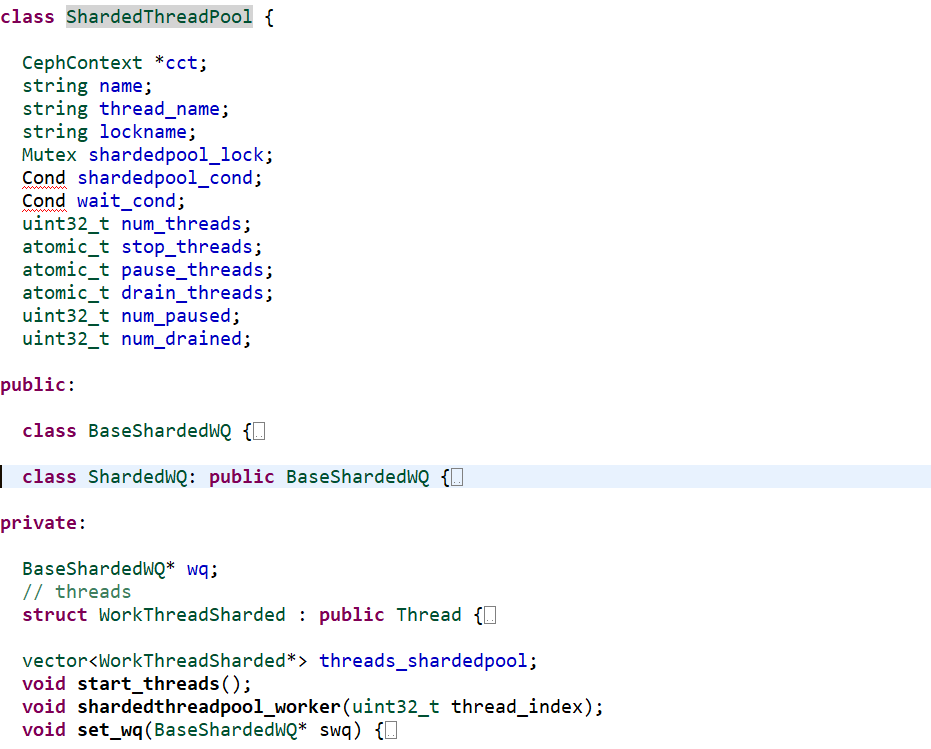 class ShardedThreadPool {
CephContext *cct;
string name;
string thread_name;
string lockname;
Mutex shardedpool_lock;
Cond shardedpool_cond;
Cond wait_cond;
uint32_t num_threads;
atomic_t stop_threads;
atomic_t pause_threads;
atomic_t drain_threads;
uint32_t num_paused;
uint32_t num_drained;
public:
class BaseShardedWQ {
class ShardedWQ: public BaseShardedWQ {
private:
BaseShardedWQ* wq;
// threads
struct WorkThreadSharded : public Thread {
vector<WorkThreadSharded*> threads_shardedpool;
void start_threads();
void shardedthreadpool_worker(uint32_t thread_index);
void set_wq(BaseShardedWQ* swq) {